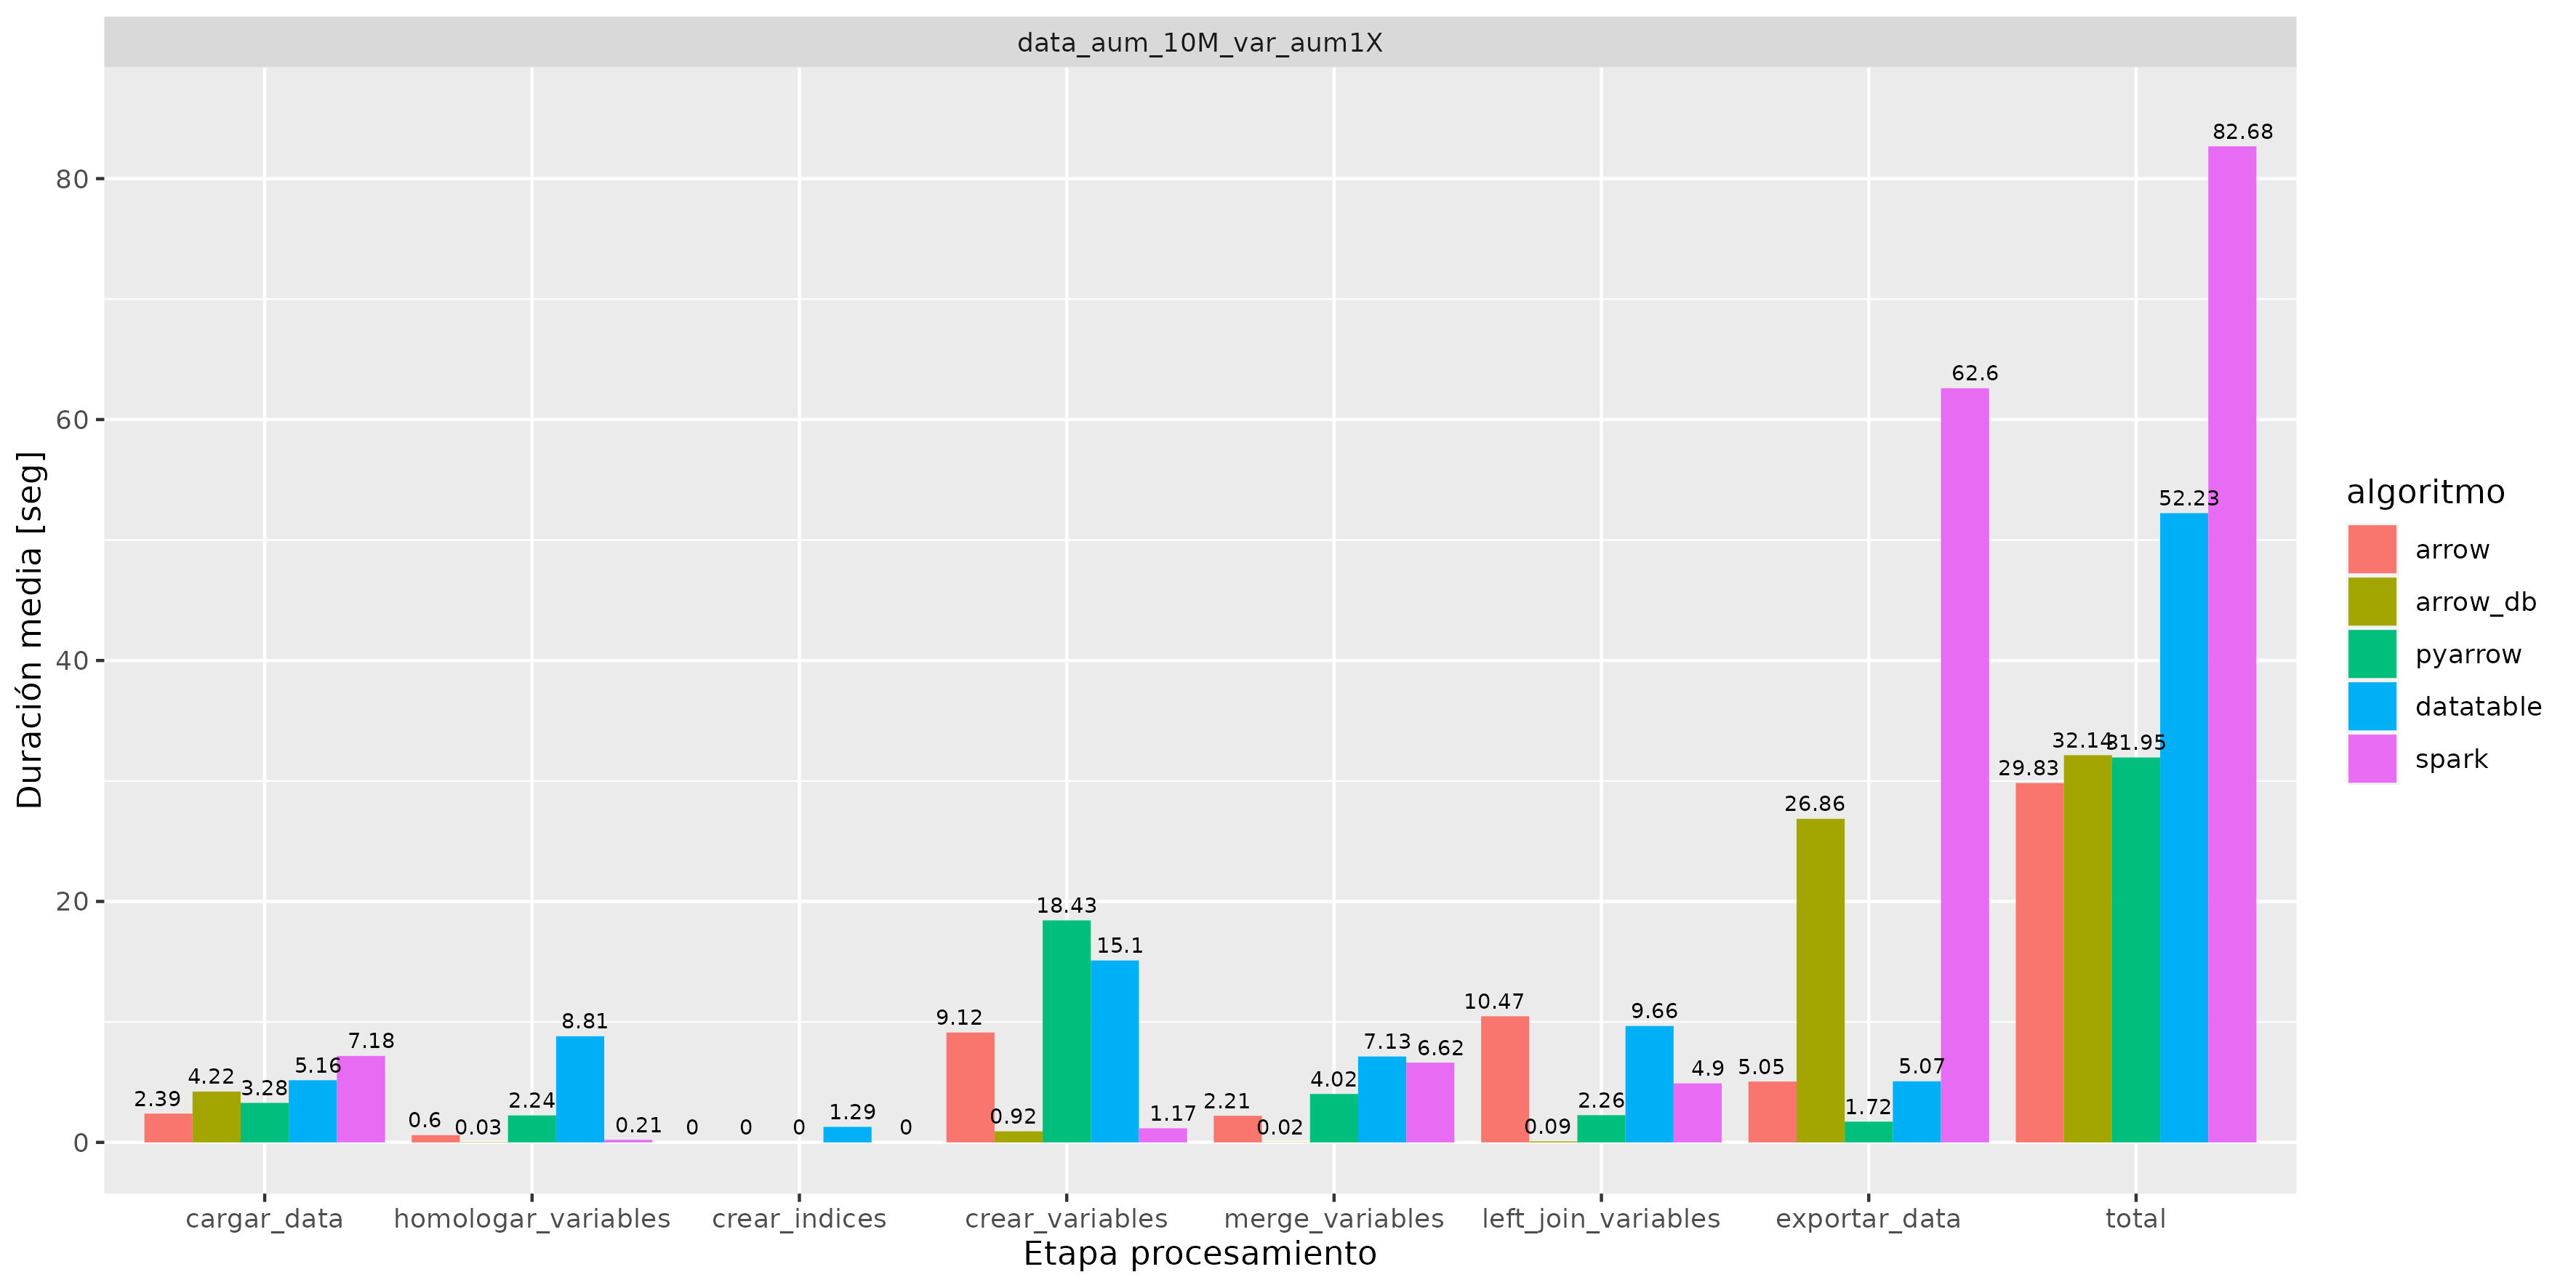 data_aum_10M_var_aum1X
Duración media [seg]
80
60
40
20
0
2.39
4.22
3.28
5.16
7.18
0.6
0.03
2.24
8.81
0.21
0
0
0
1.29
0
9.12
0.92
18.43
15.1
1.17
2.21
0.02
4.02
7.13
6.62
10.47
0.09
2.26
9.66
4.9
5.05
26.86
1.72
5.07
62.6
29.83
32.14
31.95
52.23
82.68
cargar_data
homologar_variables
crear_indices
crear_variables
merge_variables
left_join_variables
exportar_data
total
Etapa procesamiento
algoritmo
arrow
arrow_db
pyarrow
datatable
spark